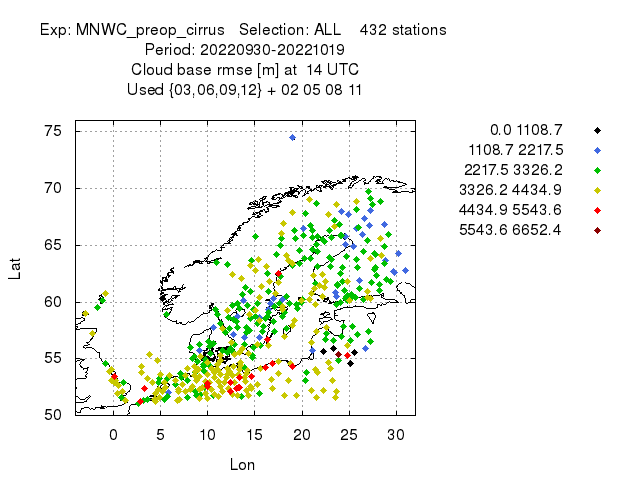 Exp: MNWC_preop_cirrus Selection: ALL 432 stations
Period: 20220930-20221019
Cloud base rmse [m] at 14 UTC
Used {03,06,09,12} + 02 05 08 11
0.0 1108.7
1108.7 2217.5
2217.5 3326.2
3326.2 4434.9
4434.9 5543.6
5543.6 6652.4
75
70
65
60
55
50
Lat
0 5 10 15 20 25 30
Lon